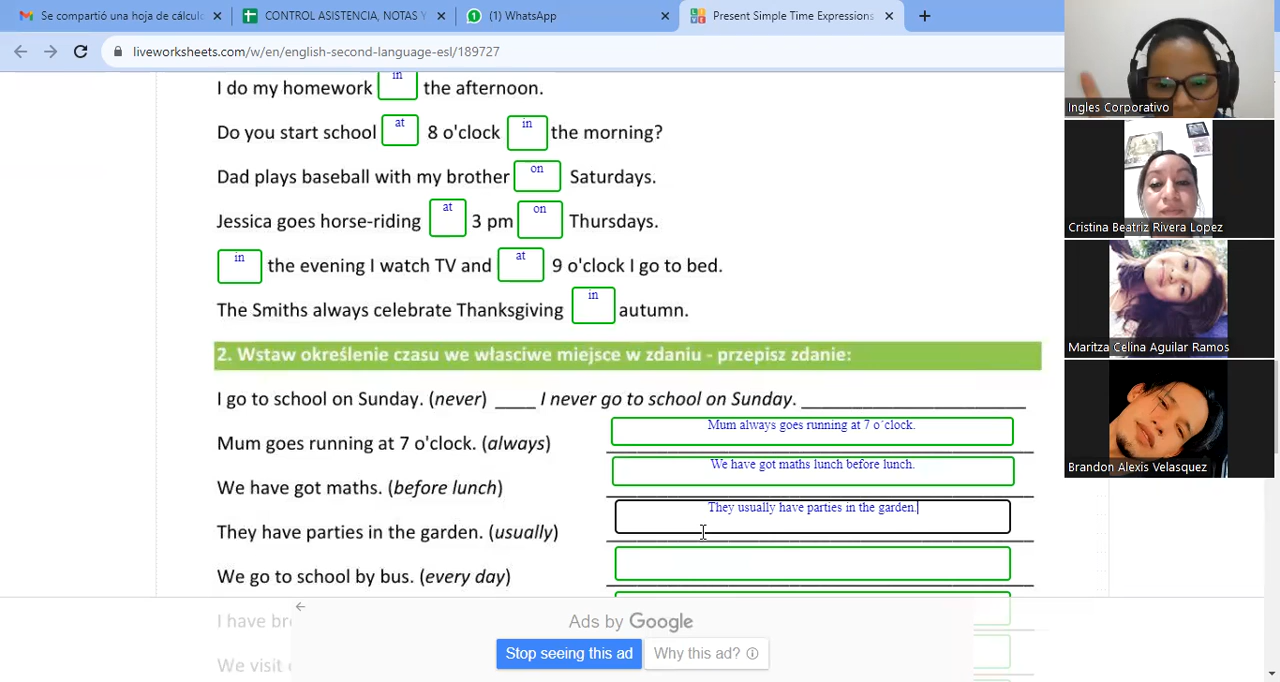 Se compartió una hoja de cálcu
CONTROL ASISTENCIA, NOTAS Y
(1) WhatsApp
Present Simple Time Expressions
liveworksheets.com/w/en/english-second-language-esl/189727
I do my homework in the afternoon.
Do you start school at 8 o'clock in the morning?
Dad plays baseball with my brother on Saturdays.
Jessica goes horse-riding at 3 pm on Thursdays.
in the evening I watch TV and at 9 o'clock I go to bed.
The Smiths always celebrate Thanksgiving in autumn.
2. Wstaw określenie czasu we własciwe miejsce w zdaniu - przepisz zdanie:
I go to school on Sunday. (never) ____ I never go to school on Sunday. ______________________
Mum goes running at 7 o'clock. (always) Mum always goes running at 7 o´clock.
We have got maths. (before lunch) We have got maths lunch before lunch.
They have parties in the garden. (usually) They usually have parties in the garden.
We go to school by bus. (every day)
I have br
We visit
Ads by Google
Stop seeing this ad
Why this ad?
Ingles Corporativo
Cristina Beatriz Rivera Lopez
Maritza Celina Aguilar Ramos
Brandon Alexis Velasquez